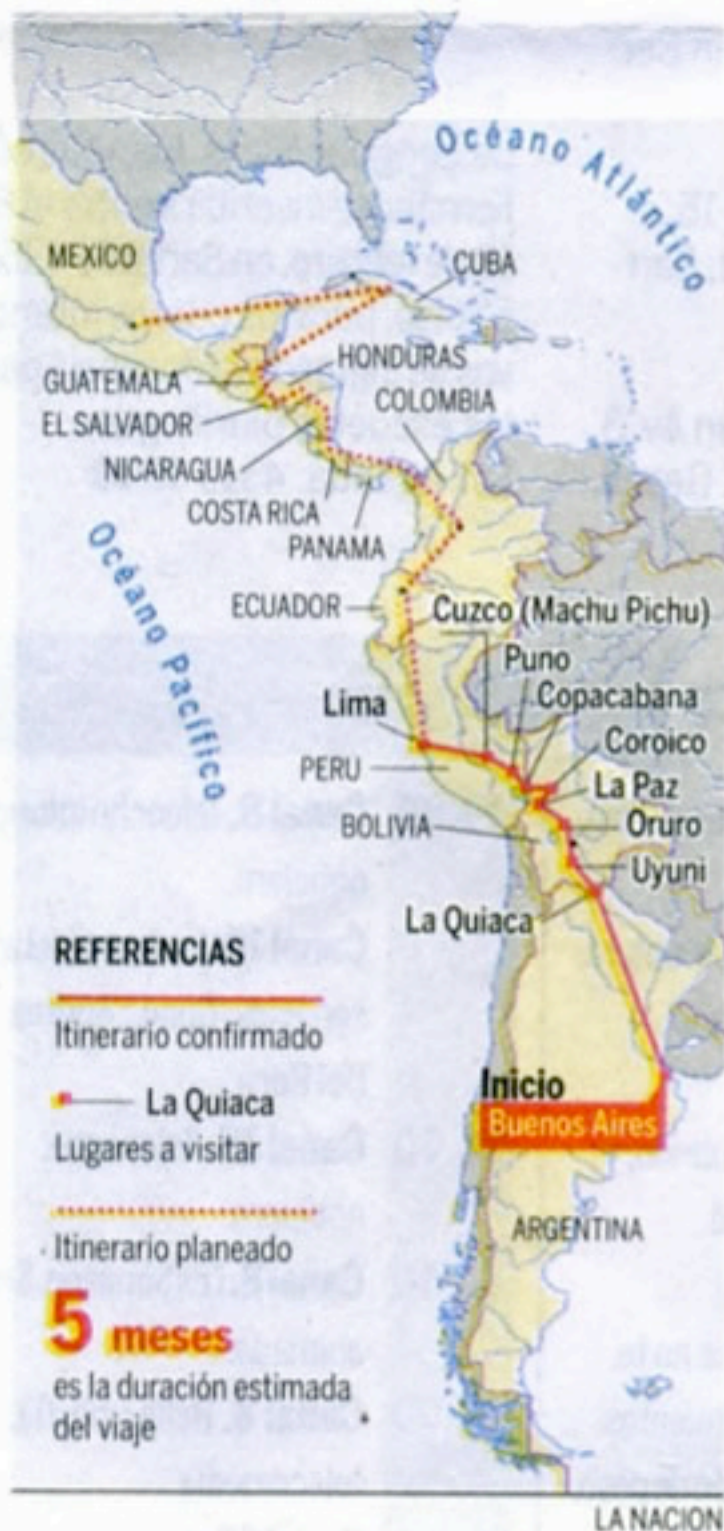 Océano Atlántico
MEXICO
CUBA
HONDURAS
GUATEMALA
COLOMBIA
EL SALVADOR
NICARAGUA
COSTA RICA
PANAMA
Océano Pacífico
ECUADOR
Cuzco (Machu Pichu)
Puno
Copacabana
Lima
Coroico
PERU
La Paz
BOLIVIA
Oruro
Uyuni
La Quiaca
REFERENCIAS
Itinerario confirmado
La Quiaca
Lugares a visitar
Itinerario planeado
5 meses
es la duración estimada
del viaje
Inicio
Buenos Aires
ARGENTINA
LA NACION